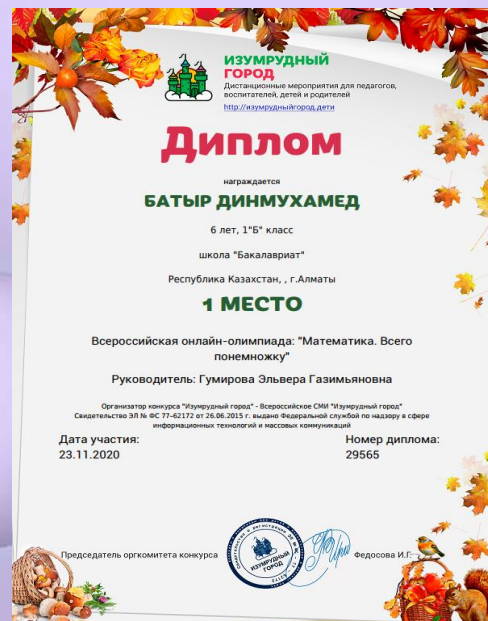 ИЗУМРУДНЫЙ
ГОРОД
Дистанционные мероприятия для педагогов,
воспитателей, детей и родителей
http://изумрудныйгород.дети
Диплом
награждается
БАТЫР ДИНМУХАМЕД
6 лет, 1"Б" класс
школа "Бакалавриат"
Республика Казахстан, , г.Алматы
1 МЕСТО
Всероссийская онлайн-олимпиада: "Математика. Всего
понемножку"
Руководитель: Гумирова Эльвера Газимьяновна
Организатор конкурса "Изумрудный город" - Всероссийское СМИ "Изумрудный город"
Свидетельство ЭЛ № ФС 77-62172 от 26.06.2015 г. выдано Федеральной службой по надзору в сфере
информационных технологий и массовых коммуникаций
Дата участия:
23.11.2020
Номер диплома:
29565
Председатель оргкомитета конкурса
ИЗУМРУДНЫЙ
ГОРОД
Федосова И.Г.